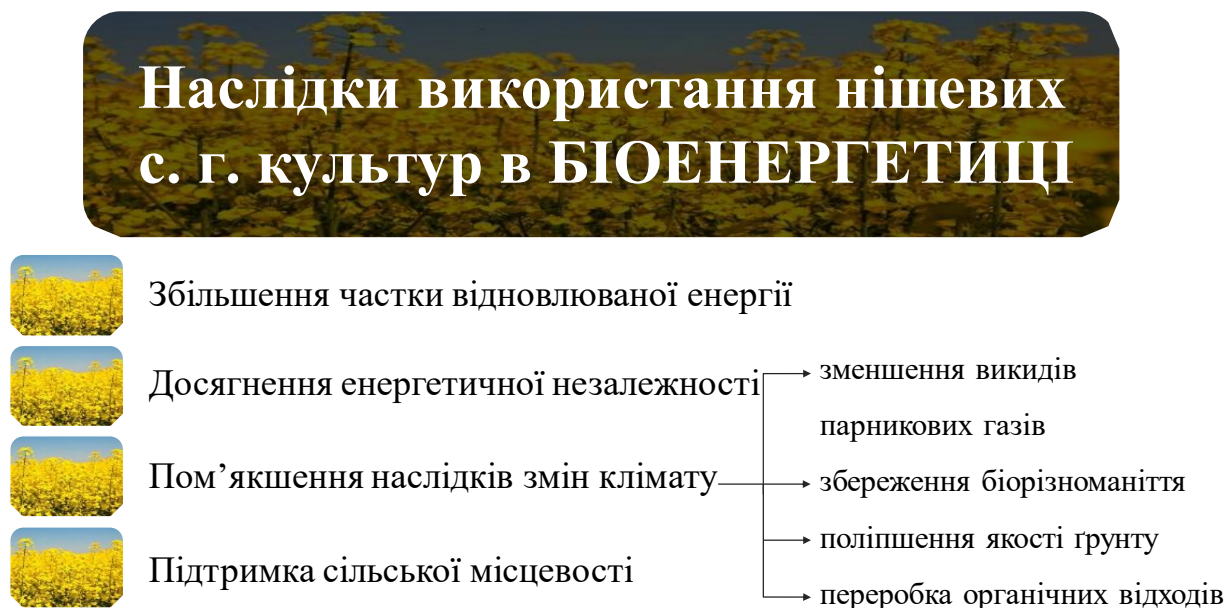 Наслідки використання нішевих
с. г. культур в БІОЕНЕРГЕТИЦІ
Збільшення частки відновлюваної енергії
Досягнення енергетичної незалежності
Пом’якшення наслідків змін клімату
Підтримка сільської місцевості
зменшення викидів
парникових газів
збереження біорізноманіття
поліпшення якості ґрунту
переробка органічних відходів